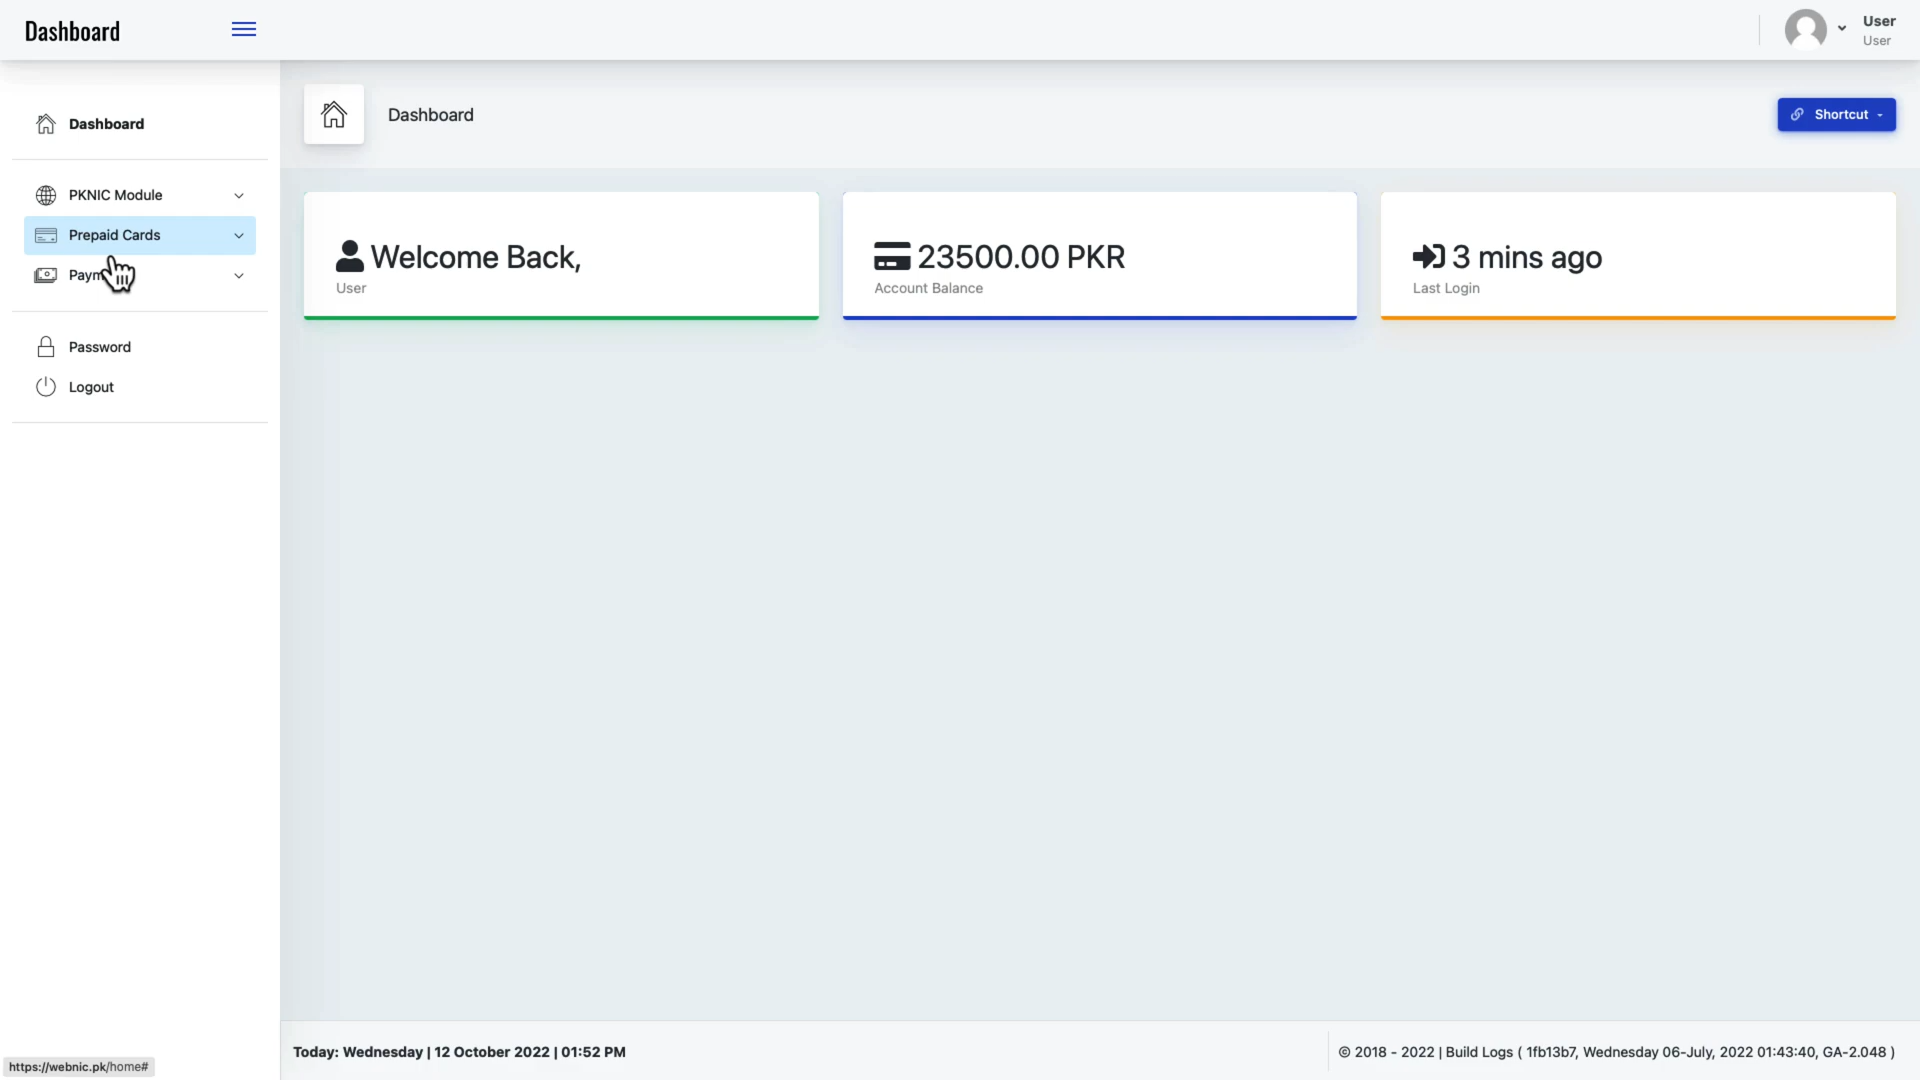 Dashboard
User
User
Dashboard
Dashboard
Shortcut
PKNIC Module
Prepaid Cards
Welcome Back,
User
23500.00 PKR
Account Balance
3 mins ago
Last Login
Password
Logout
Today: Wednesday | 12 October 2022 | 01:52 PM
© 2018 - 2022 | Build Logs ( 1fb13b7, Wednesday 06-July, 2022 01:43:40, GA-2.048 )
https://webnic.pk/home#